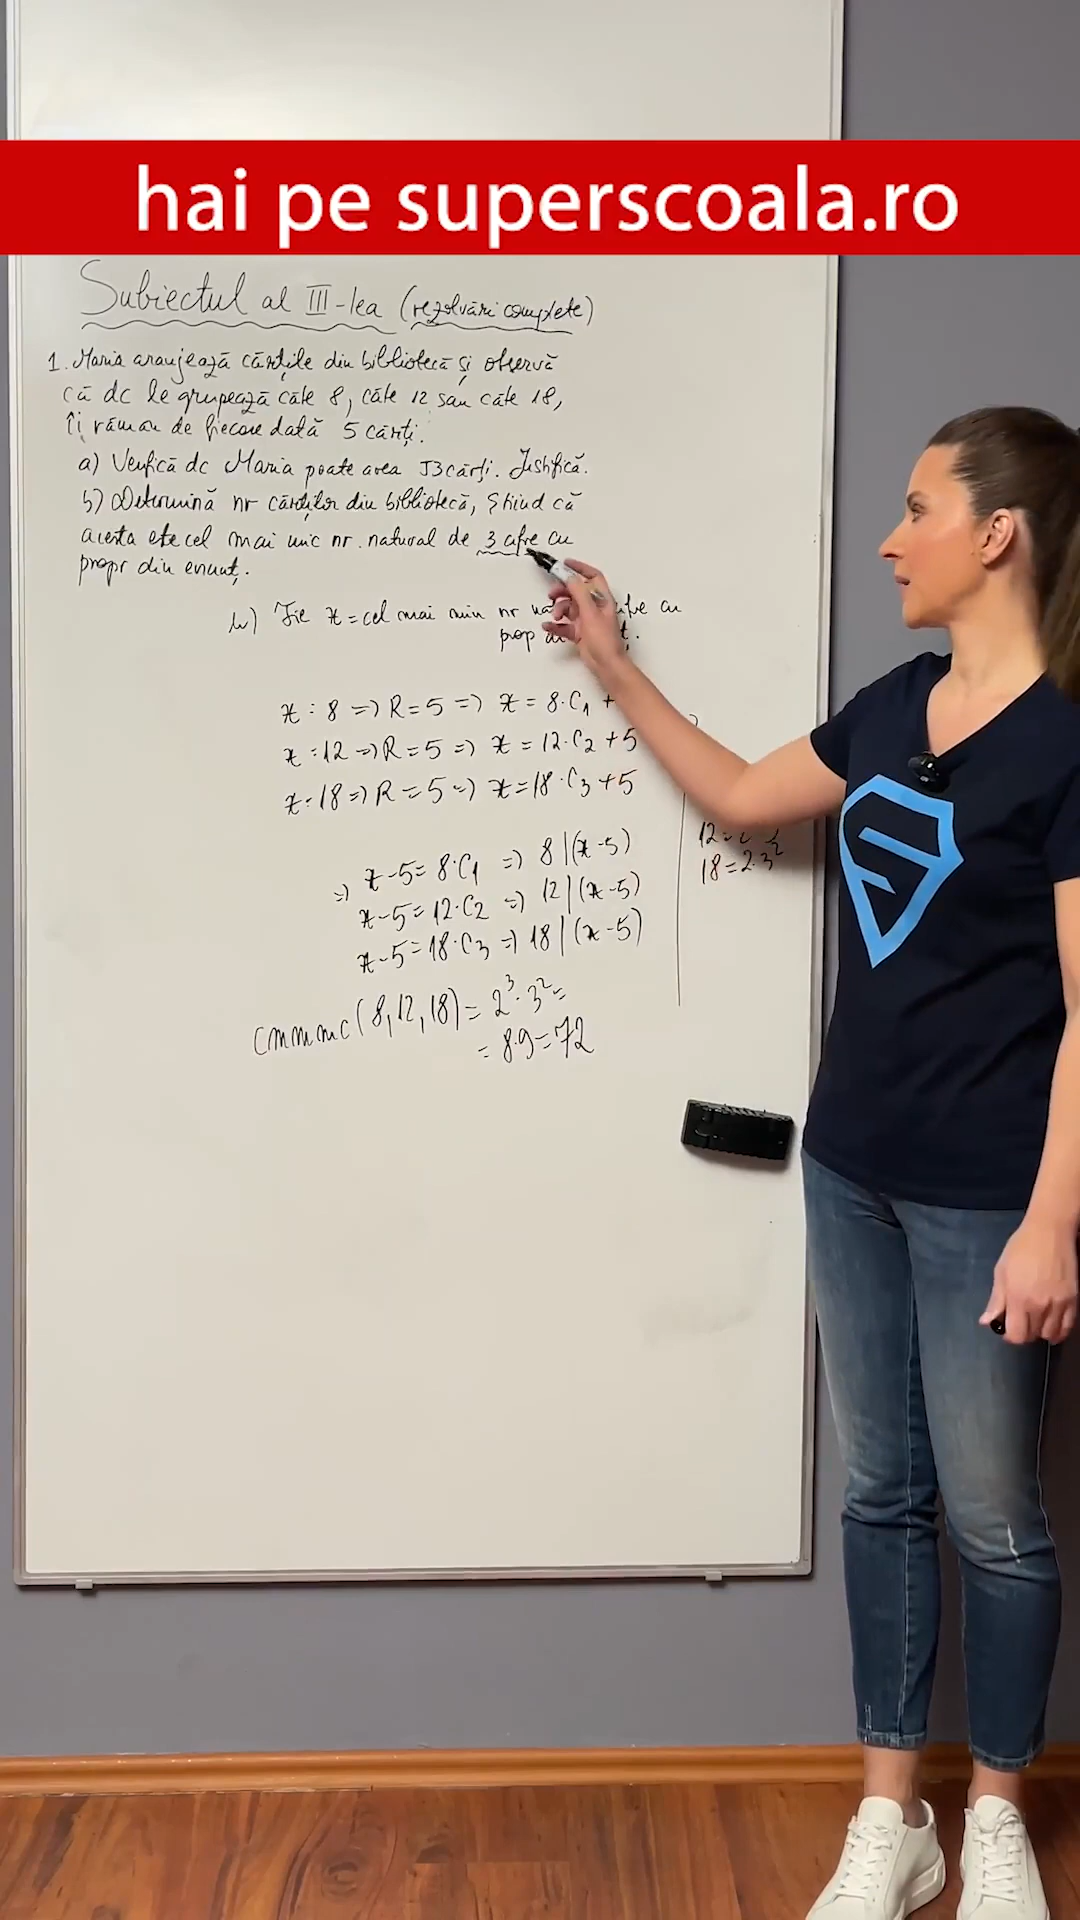 hai pe superscoala.ro
Subiectul al III-lea (rezolvări complete)
1. Maria aranjează cărțile din bibliotecă și observă
că dc le grupează câte 8, câte 12 sau câte 18,
îi rămân de fiecare dată 5 cărți.
a) Verifică dc Maria poate avea 53 cărți. Justifică.
b) Determină nr cărților din bibliotecă, știind că
acesta este cel mai mic nr. natural de 3 cifre cu
propr din enunț.
b) Fie x = cel mai mic nr cu
prop
x : 8 => R = 5 => x = 8·C₁ +
x : 12 => R = 5 => x = 12·C₂ + 5
x : 18 => R = 5 => x = 18·C₃ + 5
=> x - 5 = 8·C₁ => 8 | (x - 5)
x - 5 = 12·C₂ => 12 | (x - 5)
x - 5 = 18·C₃ => 18 | (x - 5)
12 =
18 = 2·3²
cmmmc (8, 12, 18) = 2³·3² =
= 8·9 = 72